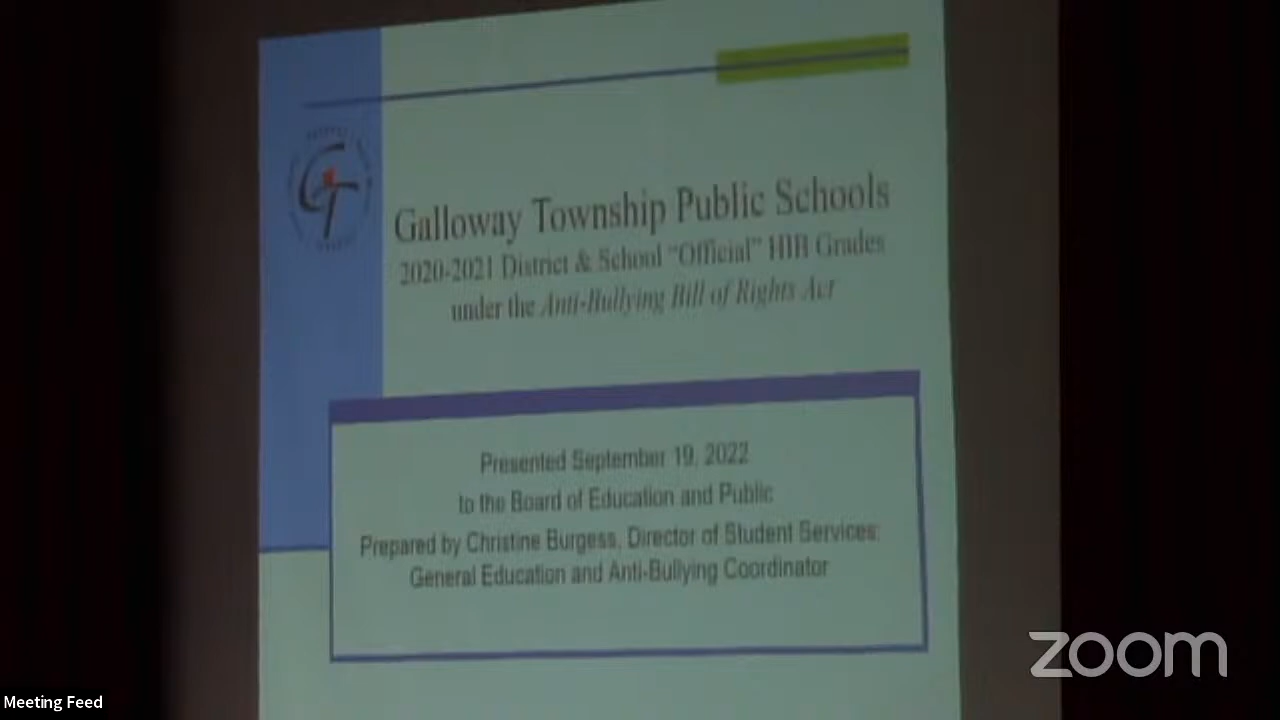 Galloway Township Public Schools
2020-2021 District & School "Official" HIB Grades
under the Anti-Bullying Bill of Rights Act
Presented September 19, 2022
to the Board of Education and Public
Prepared by Christine Burgess, Director of Student Services:
General Education and Anti-Bullying Coordinator
zoom
Meeting Feed